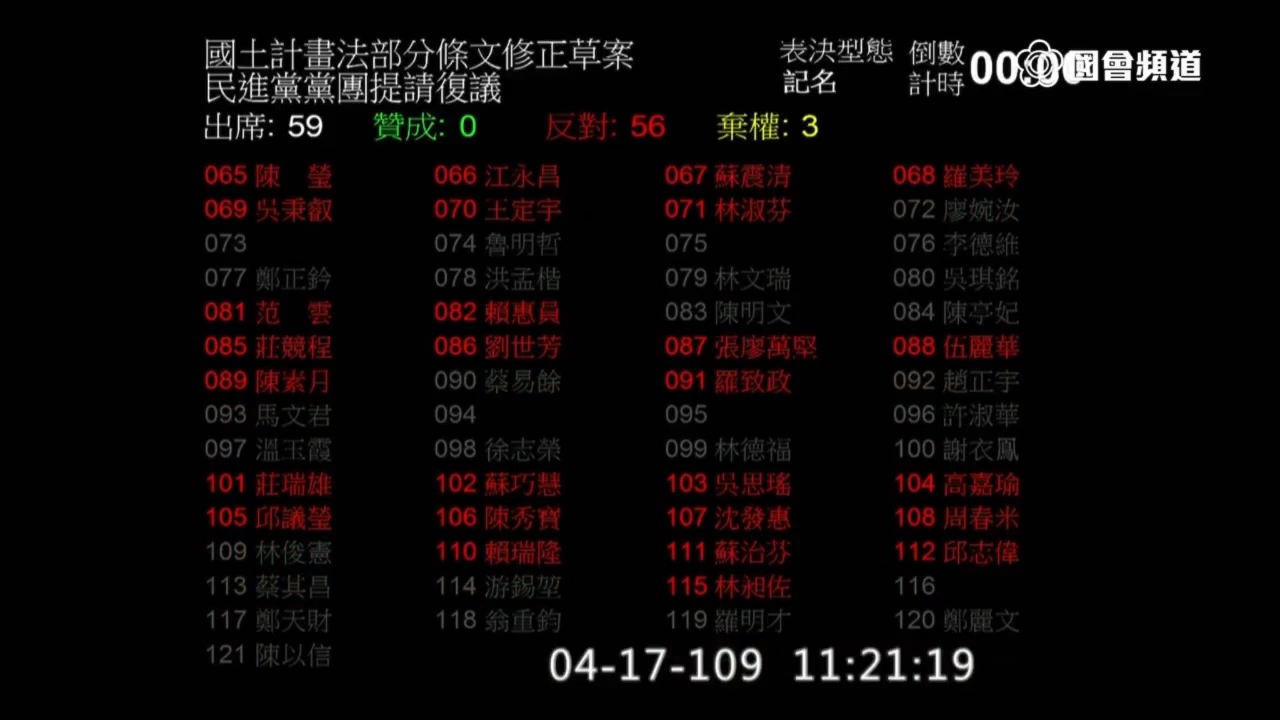 國土計畫法部分條文修正草案 表決型態 倒數 00:00 國會頻道
民進黨黨團提請復議 記名 計時
出席: 59 贊成: 0 反對: 56 棄權: 3
065 陳 瑩 066 江永昌 067 蘇震清 068 羅美玲
069 吳秉叡 070 王定宇 071 林淑芬 072 廖婉汝
073 074 魯明哲 075 076 李德維
077 鄭正鈐 078 洪孟楷 079 林文瑞 080 吳琪銘
081 范 雲 082 賴惠員 083 陳明文 084 陳亭妃
085 莊競程 086 劉世芳 087 張廖萬堅 088 伍麗華
089 陳素月 090 蔡易餘 091 羅致政 092 趙正宇
093 馬文君 094 095 096 許淑華
097 溫玉霞 098 徐志榮 099 林德福 100 謝衣鳳
101 莊瑞雄 102 蘇巧慧 103 吳思瑤 104 高嘉瑜
105 邱議瑩 106 陳秀寳 107 沈發惠 108 周春米
109 林俊憲 110 賴瑞隆 111 蘇治芬 112 邱志偉
113 蔡其昌 114 游錫堃 115 林昶佐 116
117 鄭天財 118 翁重鈞 119 羅明才 120 鄭麗文
121 陳以信
04-17-109 11:21:19